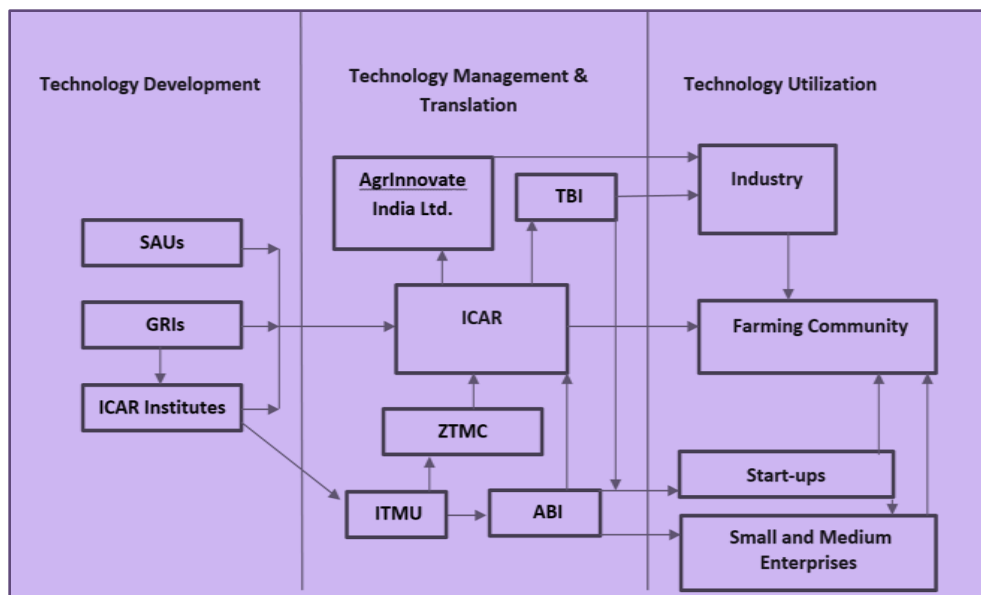 Technology Development
Technology Management &
Translation
Technology Utilization
AgrInnovate
India Ltd.
TBI
Industry
SAUs
GRIs
ICAR
Farming Community
ICAR Institutes
ZTMC
Start-ups
ITMU
ABI
Small and Medium
Enterprises